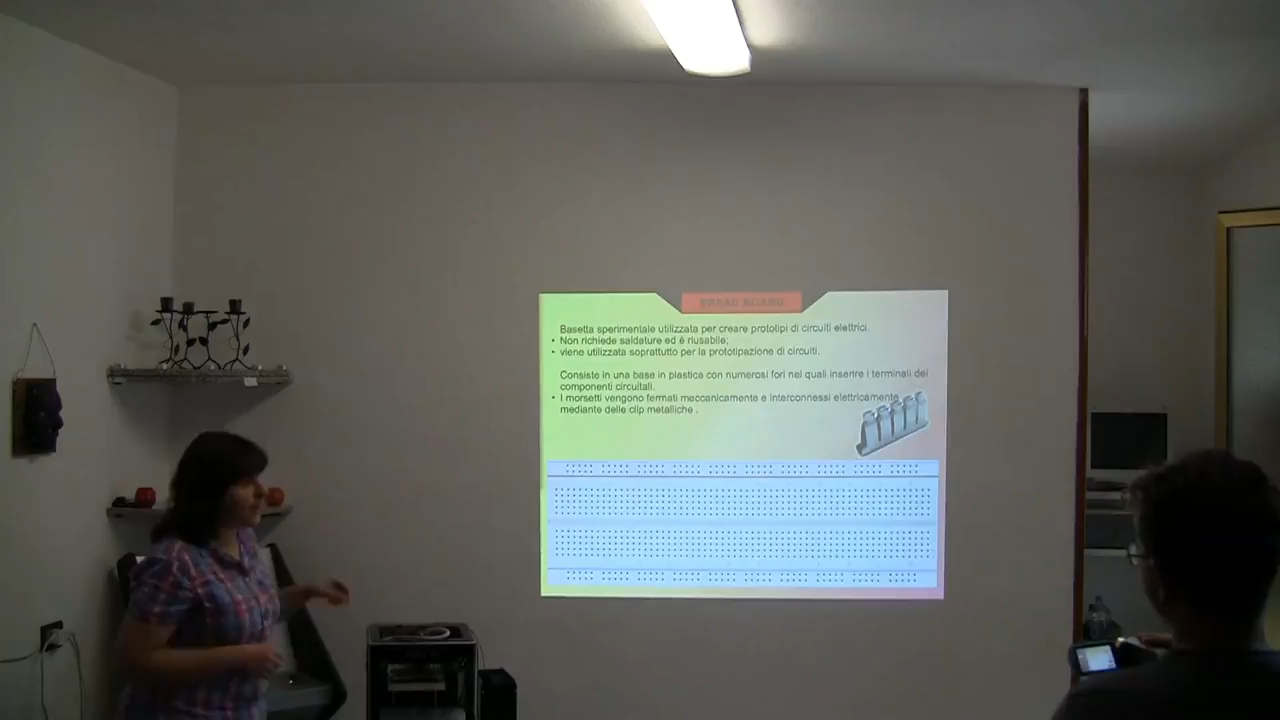 BREAD BOARD
Basetta sperimentale utilizzata per creare prototipi di circuiti elettrici.
• Non richiede saldature ed è riusabile;
• viene utilizzata soprattutto per la prototipazione di circuiti.
Consiste in una base in plastica con numerosi fori nei quali inserire i terminali dei
componenti circuitali.
• I morsetti vengono fermati meccanicamente e interconnessi elettricamente
mediante delle clip metalliche .